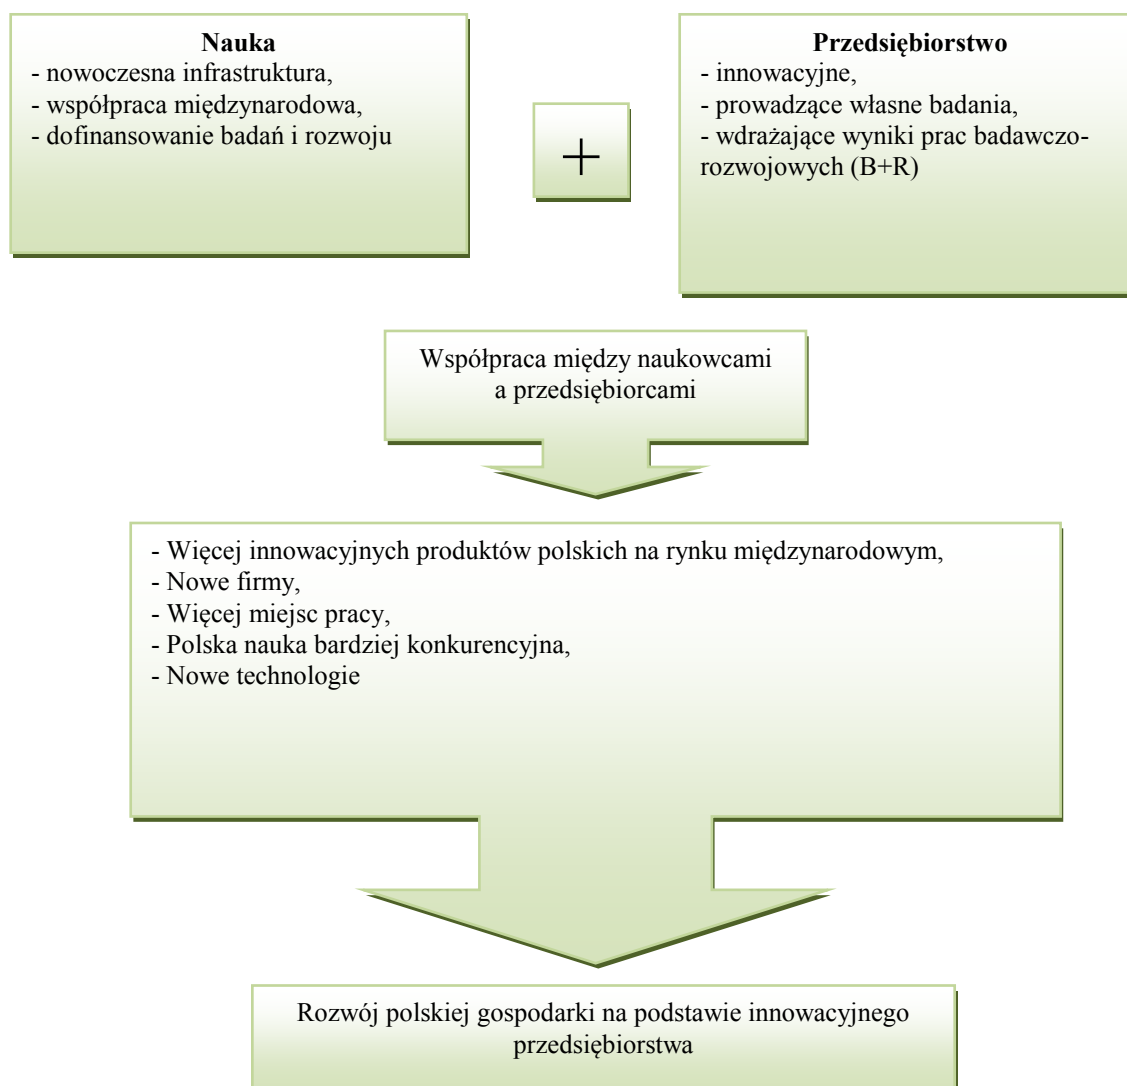 Nauka
- nowoczesna infrastruktura,
- współpraca międzynarodowa,
- dofinansowanie badań i rozwoju
+
Przedsiębiorstwo
- innowacyjne,
- prowadzące własne badania,
- wdrażające wyniki prac badawczo-
rozwojowych (B+R)
Współpraca między naukowcami
a przedsiębiorcami
- Więcej innowacyjnych produktów polskich na rynku międzynarodowym,
- Nowe firmy,
- Więcej miejsc pracy,
- Polska nauka bardziej konkurencyjna,
- Nowe technologie
Rozwój polskiej gospodarki na podstawie innowacyjnego
przedsiębiorstwa